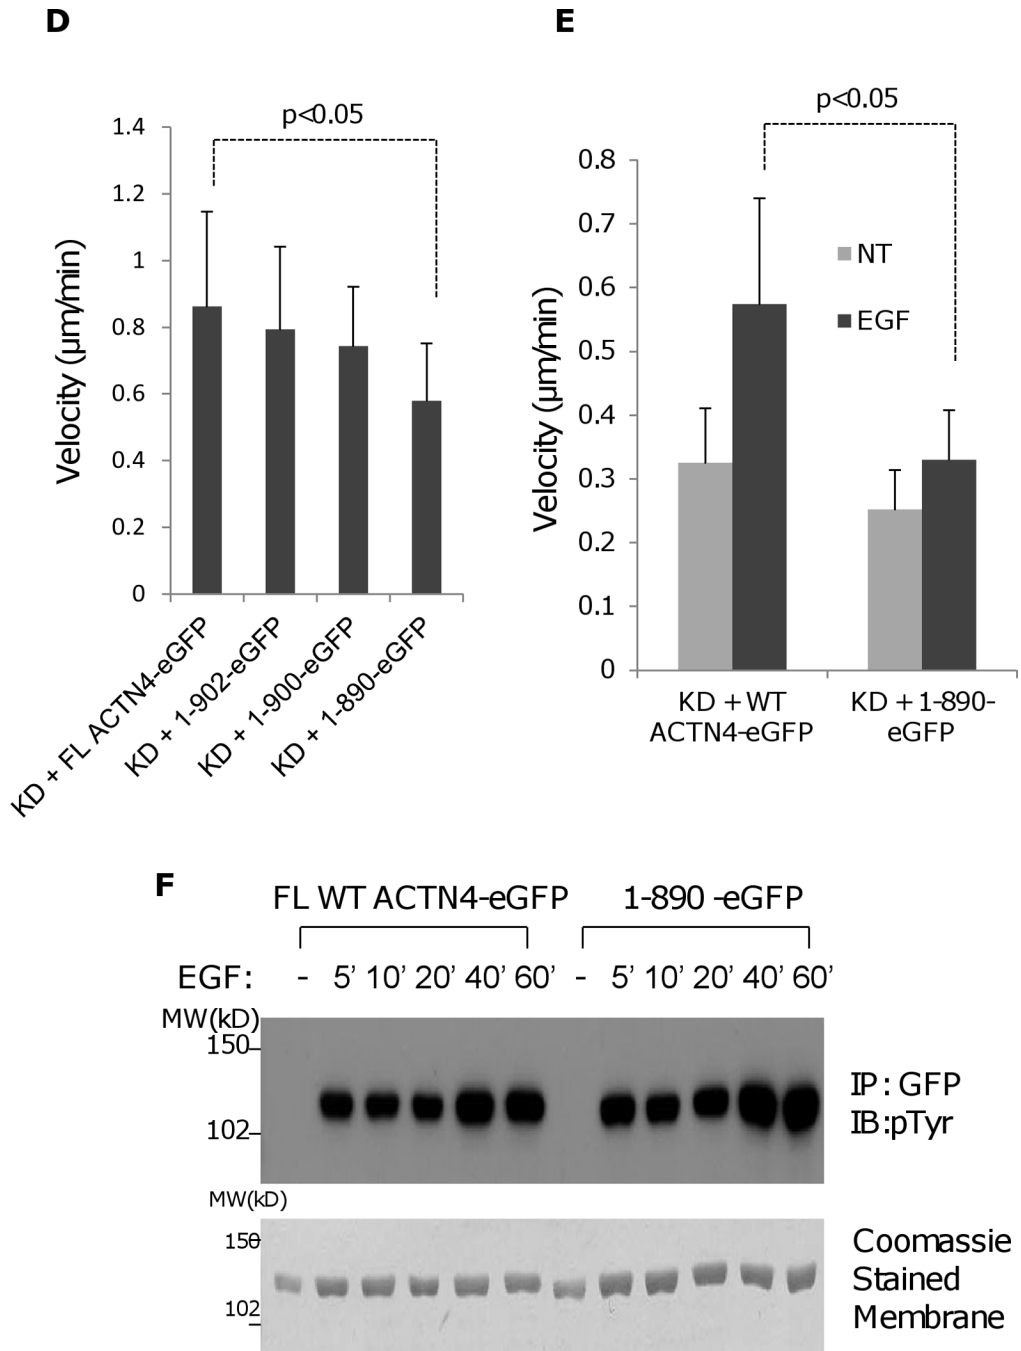 D
p<0.05
1.4
1.2
1
0.8
0.6
0.4
0.2
0
Velocity (µm/min)
KD + FL ACTN4-eGFP
KD + 1-902-eGFP
KD + 1-900-eGFP
KD + 1-890-eGFP
E
p<0.05
0.8
0.7
0.6
0.5
0.4
0.3
0.2
0.1
0
Velocity (µm/min)
NT
EGF
KD + WT
ACTN4-eGFP
KD + 1-890-
eGFP
F
FL WT ACTN4-eGFP 1-890 -eGFP
EGF: - 5’ 10’ 20’ 40’ 60’ - 5’ 10’ 20’ 40’ 60’
MW(kD)
150
102
IP: GFP
IB:pTyr
MW(kD)
150
102
Coomassie
Stained
Membrane